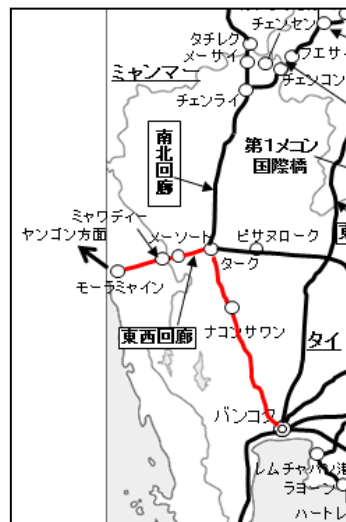 チェンセン
タチレク
メーサイ
フエサイ
ミャンマー
チェンコン
チェンライ
南北回廊
第1メコン
国際橋
ミャワディー
ヤンゴン方面
メーソート
ピサヌローク
ターク
モーラミャイン
東西回廊
ナコンサワン
タイ
バンコク
レムチャバン港
ラヨーン